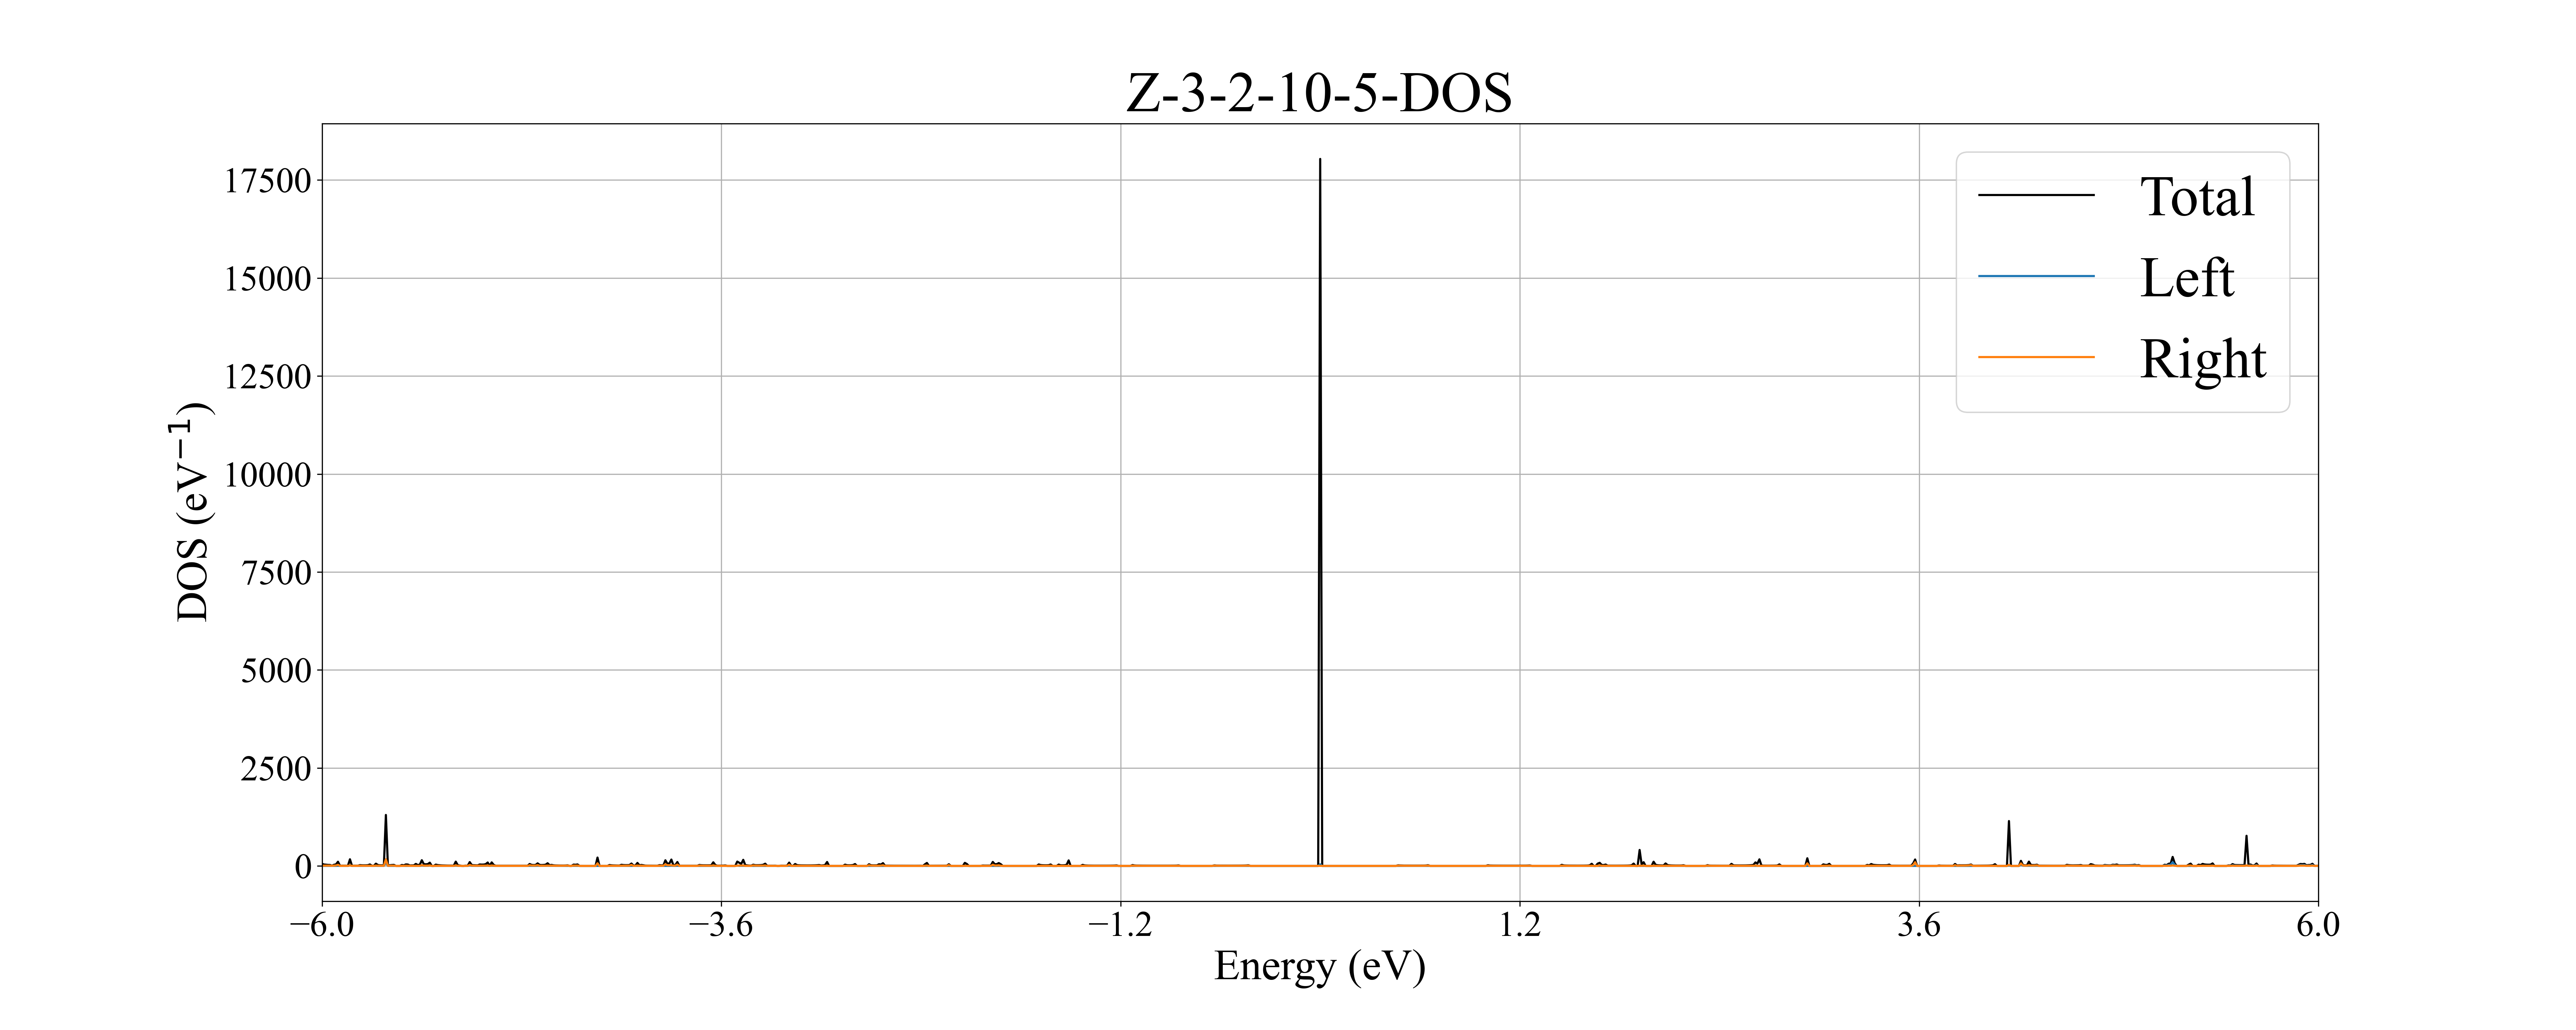 Z-3-2-10-5-DOS
17500
15000
12500
10000
7500
5000
2500
0
DOS (eV⁻¹)
−6.0
−3.6
−1.2
1.2
3.6
6.0
Energy (eV)
Total
Left
Right